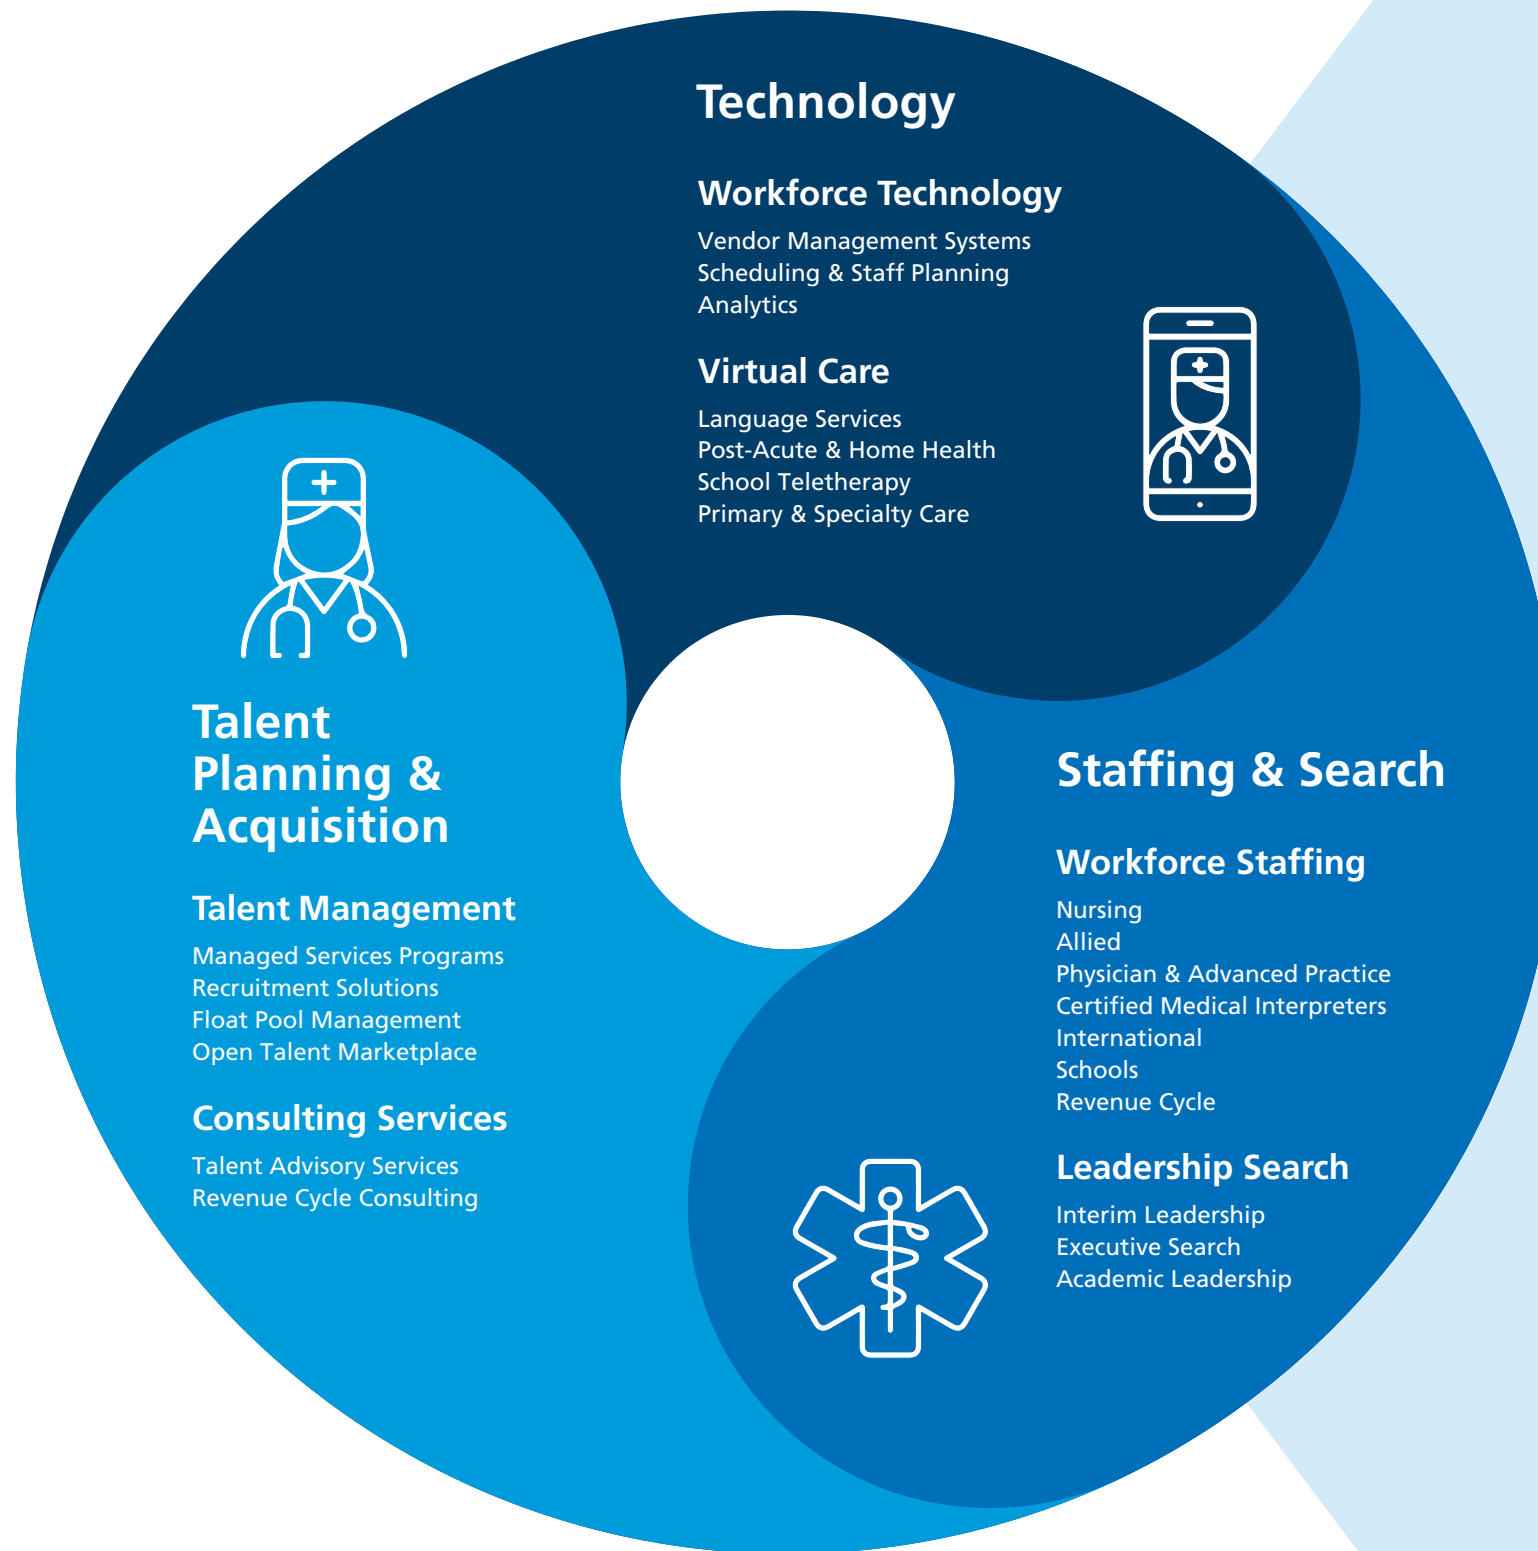 Technology
Workforce Technology
Vendor Management Systems
Scheduling & Staff Planning
Analytics
Virtual Care
Language Services
Post-Acute & Home Health
School Teletherapy
Primary & Specialty Care
Talent
Planning &
Acquisition
Talent Management
Managed Services Programs
Recruitment Solutions
Float Pool Management
Open Talent Marketplace
Consulting Services
Talent Advisory Services
Revenue Cycle Consulting
Staffing & Search
Workforce Staffing
Nursing
Allied
Physician & Advanced Practice
Certified Medical Interpreters
International
Schools
Revenue Cycle
Leadership Search
Interim Leadership
Executive Search
Academic Leadership